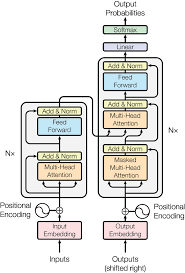 Output
Probabilities
Softmax
Linear
Add & Norm
Feed
Forward
Add & Norm
Multi-Head
Attention
Add & Norm
Masked
Multi-Head
Attention
N×
Add & Norm
Feed
Forward
Add & Norm
Multi-Head
Attention
N×
Positional
Encoding
Positional
Encoding
Input
Embedding
Output
Embedding
Inputs
Outputs
(shifted right)